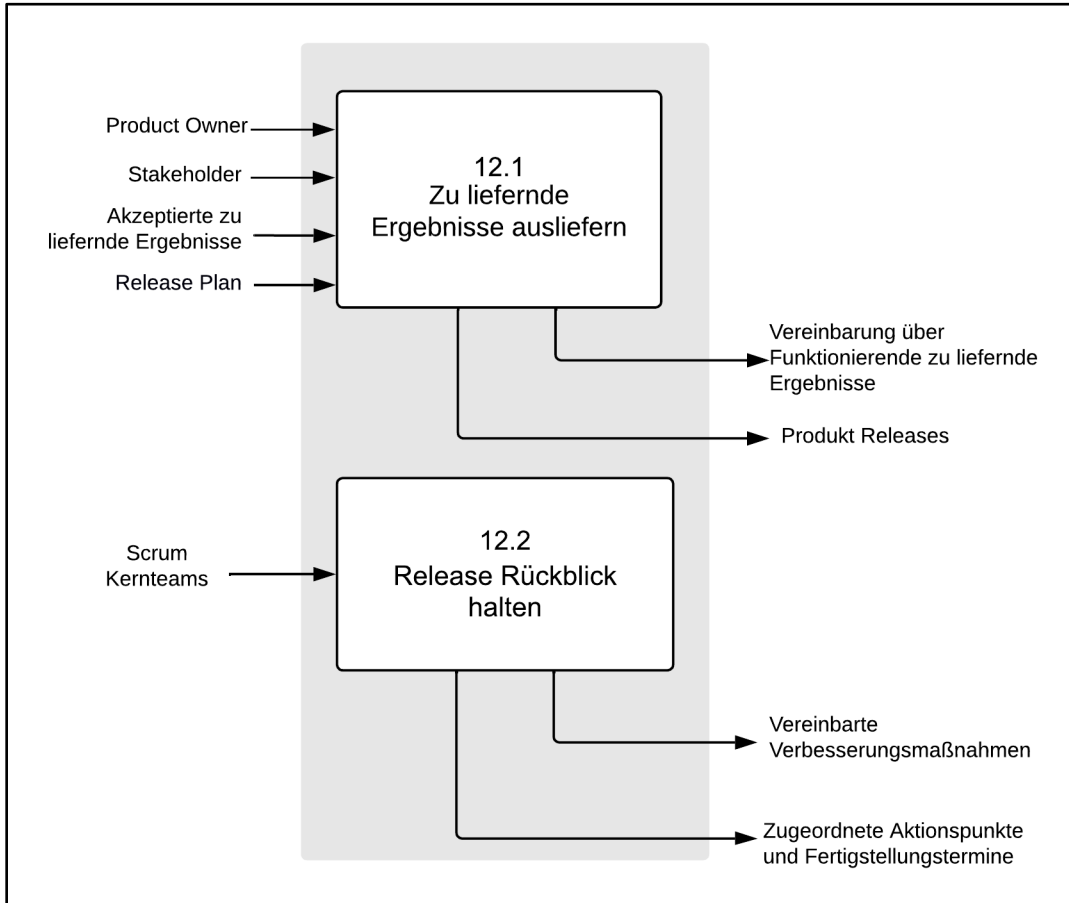 Product Owner
Stakeholder
Akzeptierte zu
liefernde Ergebnisse
Release Plan
12.1
Zu liefernde
Ergebnisse ausliefern
Vereinbarung über
Funktionierende zu liefernde
Ergebnisse
Produkt Releases
Scrum
Kernteams
12.2
Release Rückblick
halten
Vereinbarte
Verbesserungsmaßnahmen
Zugeordnete Aktionspunkte
und Fertigstellungstermine